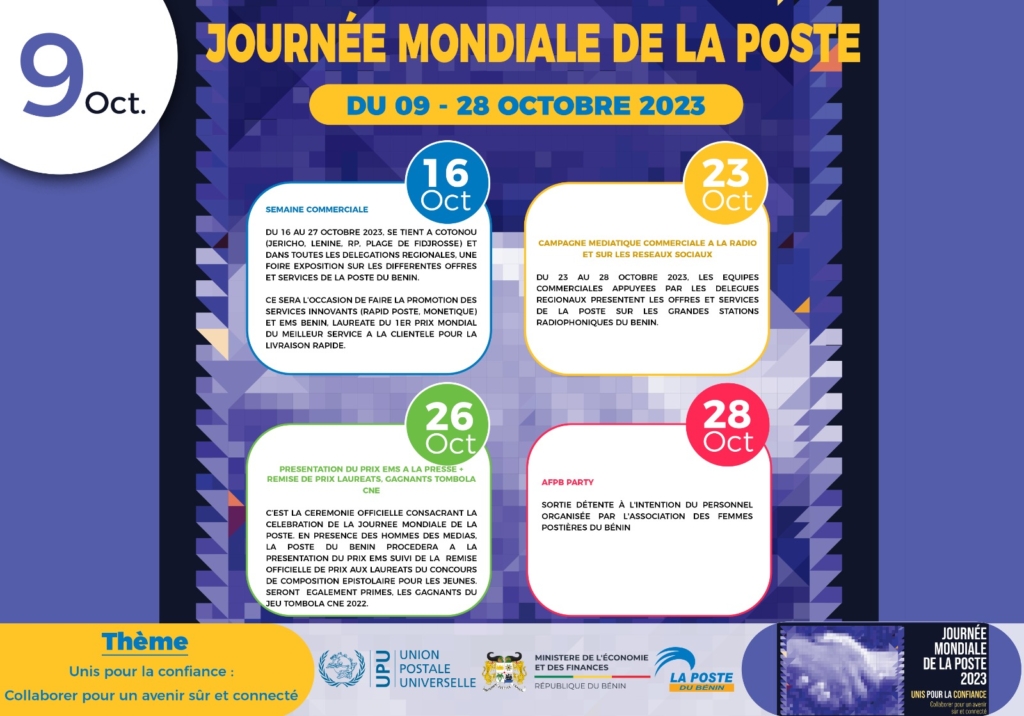 9 Oct.
JOURNÉE MONDIALE DE LA POSTE
DU 09 - 28 OCTOBRE 2023
16
Oct
SEMAINE COMMERCIALE
DU 16 AU 27 OCTOBRE 2023, SE TIENT A COTONOU
(JERICHO, LENINE, RP, PLAGE DE FIDJROSSE) ET
DANS TOUTES LES DELEGATIONS REGIONALES, UNE
FOIRE EXPOSITION SUR LES DIFFERENTES OFFRES
ET SERVICES DE LA POSTE DU BENIN.
CE SERA L'OCCASION DE FAIRE LA PROMOTION DES
SERVICES INNOVANTS (RAPID POSTE, MONETIQUE)
ET EMS BENIN, LAUREATE DU 1ER PRIX MONDIAL
DU MEILLEUR SERVICE A LA CLIENTELE POUR LA
LIVRAISON RAPIDE.
23
Oct
CAMPAGNE MEDIATIQUE COMMERCIALE A LA RADIO
ET SUR LES RESEAUX SOCIAUX
DU 23 AU 28 OCTOBRE 2023, LES EQUIPES
COMMERCIALES APPUYEES PAR LES DELEGUES
REGIONAUX PRESENTENT LES OFFRES ET SERVICES
DE LA POSTE SUR LES GRANDES STATIONS
RADIOPHONIQUES DU BENIN.
26
Oct
PRESENTATION DU PRIX EMS A LA PRESSE +
REMISE DE PRIX LAUREATS, GAGNANTS TOMBOLA
CNE
C'EST LA CEREMONIE OFFICIELLE CONSACRANT LA
CELEBRATION DE LA JOURNEE MONDIALE DE LA
POSTE. EN PRESENCE DES HOMMES DES MEDIAS,
LA POSTE DU BENIN PROCEDERA A LA
PRESENTATION DU PRIX EMS SUIVI DE LA REMISE
OFFICIELLE DE PRIX AUX LAUREATS DU CONCOURS
DE COMPOSITION EPISTOLAIRE POUR LES JEUNES.
SERONT EGALEMENT PRIMES, LES GAGNANTS DU
JEU TOMBOLA CNE 2022.
28
Oct
AFPB PARTY
SORTIE DÉTENTE À L'INTENTION DU PERSONNEL
ORGANISÉE PAR L'ASSOCIATION DES FEMMES
POSTIÈRES DU BÉNIN
Thème
Unis pour la confiance :
Collaborer pour un avenir sûr et connecté
UPU
UNION
POSTALE
UNIVERSELLE
MINISTERE DE L'ÉCONOMIE
ET DES FINANCES
RÉPUBLIQUE DU BÉNIN
LA POSTE
DU BÉNIN
JOURNÉE
MONDIALE
DE LA POSTE
2023
UNIS POUR LA CONFIANCE
Collaborer pour un avenir
sûr et connecté